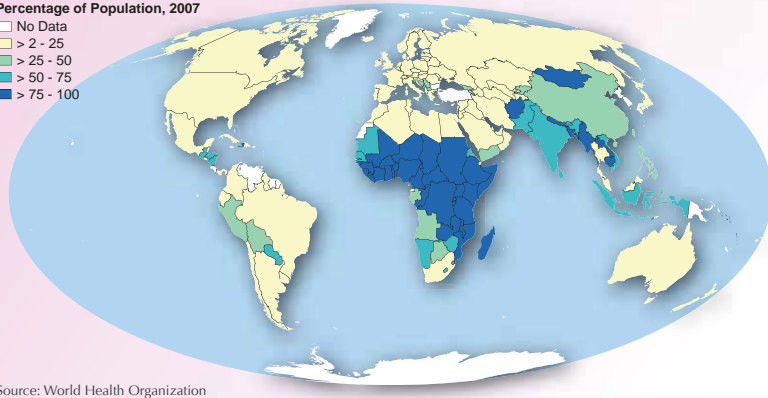 Percentage of Population, 2007
No Data
> 2 - 25
> 25 - 50
> 50 - 75
> 75 - 100
Source: World Health Organization